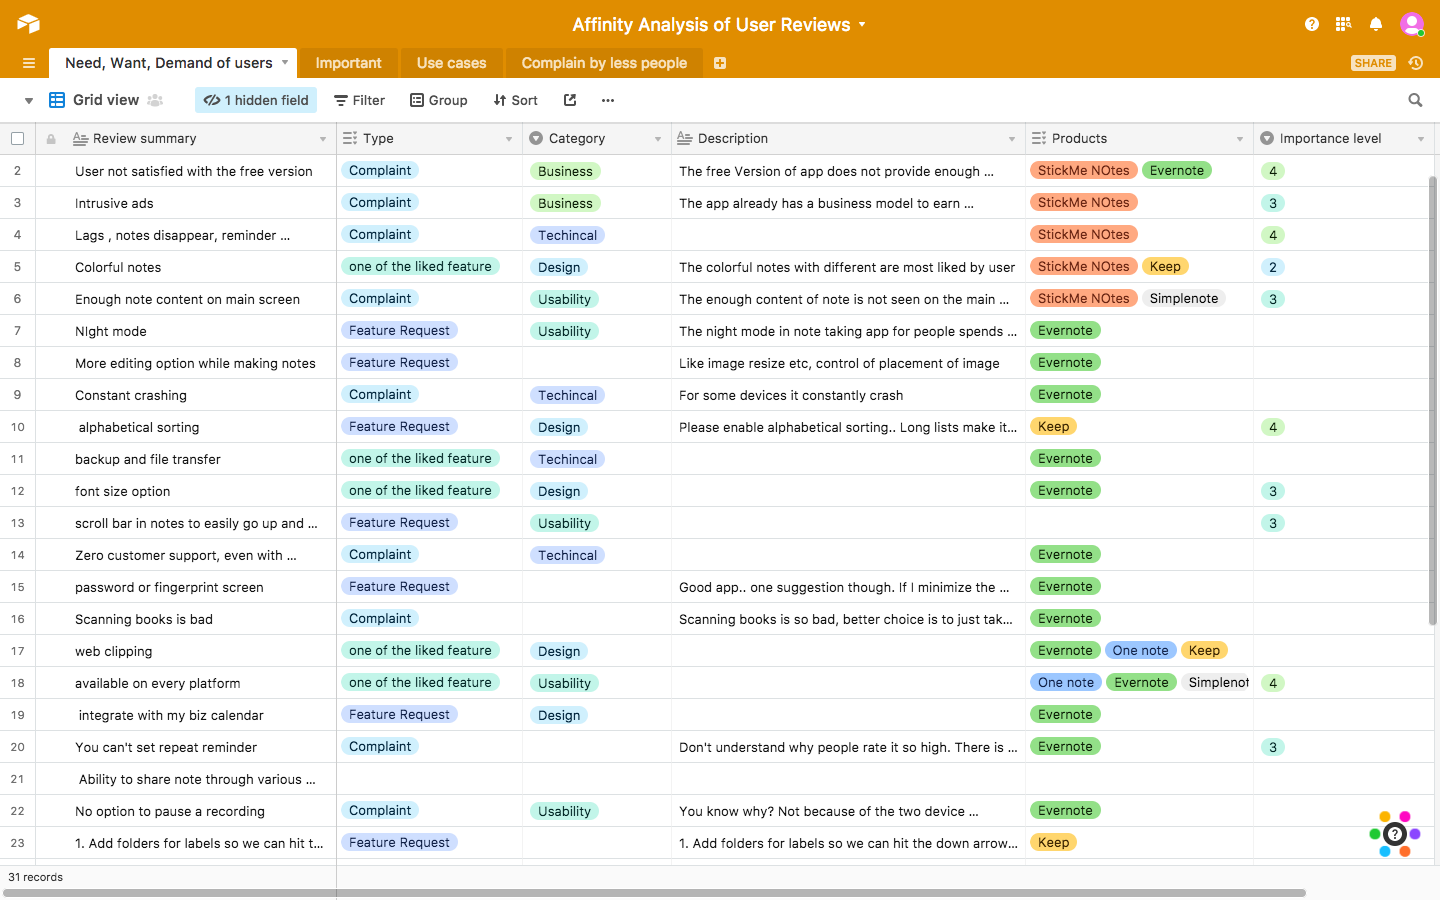 Affinity Analysis of User Reviews
Need, Want, Demand of users Important Use cases Complain by less people SHARE
Grid view 1 hidden field Filter Group Sort
Review summary Type Category Description Products Importance level
2 User not satisfied with the free version Complaint Business The free Version of app does not provide enough ... StickMe NOtes Evernote 4
3 Intrusive ads Complaint Business The app already has a business model to earn ... StickMe NOtes 3
4 Lags , notes disappear, reminder ... Complaint Techincal StickMe NOtes 4
5 Colorful notes one of the liked feature Design The colorful notes with different are most liked by user StickMe NOtes Keep 2
6 Enough note content on main screen Complaint Usability The enough content of note is not seen on the main ... StickMe NOtes Simplenote 3
7 NIght mode Feature Request Usability The night mode in note taking app for people spends ... Evernote
8 More editing option while making notes Feature Request Like image resize etc, control of placement of image Evernote
9 Constant crashing Complaint Techincal For some devices it constantly crash Evernote
10 alphabetical sorting Feature Request Design Please enable alphabetical sorting.. Long lists make it... Keep 4
11 backup and file transfer one of the liked feature Techincal Evernote
12 font size option one of the liked feature Design Evernote 3
13 scroll bar in notes to easily go up and ... Feature Request Usability 3
14 Zero customer support, even with ... Complaint Techincal Evernote
15 password or fingerprint screen Feature Request Good app.. one suggestion though. If I minimize the ... Evernote
16 Scanning books is bad Complaint Scanning books is so bad, better choice is to just tak... Evernote
17 web clipping one of the liked feature Design Evernote One note Keep
18 available on every platform one of the liked feature Usability One note Evernote Simplenot 4
19 integrate with my biz calendar Feature Request Design Evernote
20 You can't set repeat reminder Complaint Don't understand why people rate it so high. There is ... Evernote 3
21 Ability to share note through various ...
22 No option to pause a recording Complaint Usability You know why? Not because of the two device ... Evernote
23 1. Add folders for labels so we can hit t... Feature Request 1. Add folders for labels so we can hit the down arrow... Keep
31 records